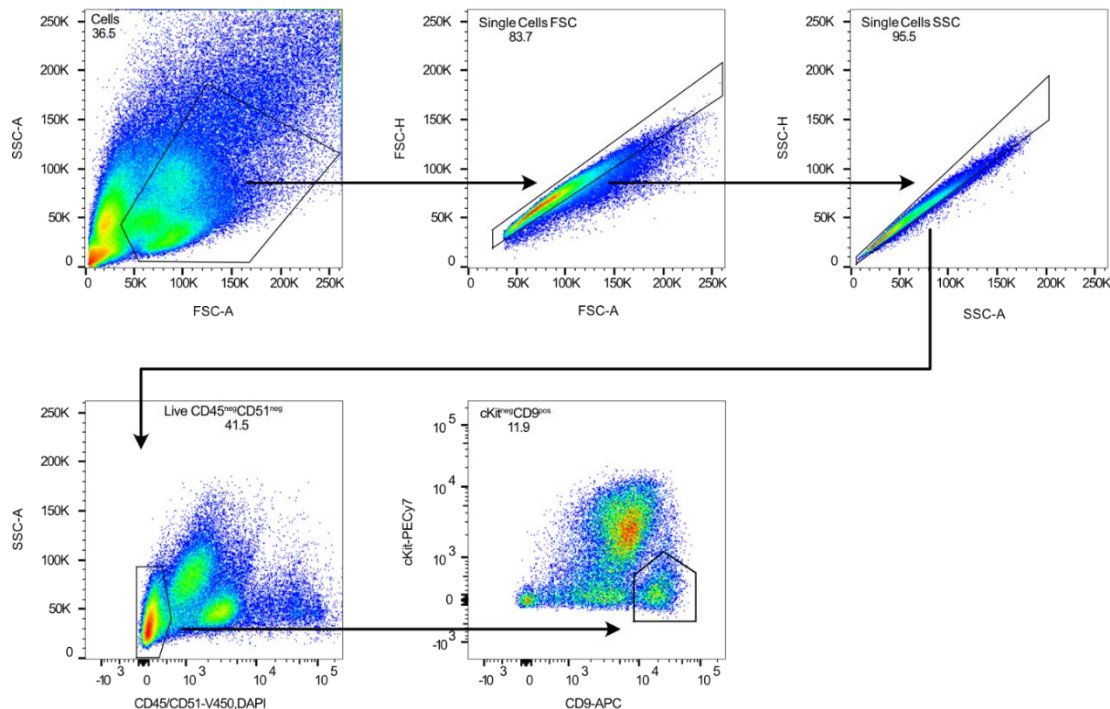 Cells
36.5
250K
200K
150K
100K
50K
0
SSC-A
0
50K
100K
150K
200K
250K
FSC-A
Single Cells FSC
83.7
250K
200K
150K
100K
50K
0
FSC-H
50K
100K
150K
200K
250K
FSC-A
Single Cells SSC
95.5
250K
200K
150K
100K
50K
0
SSC-H
0
50K
100K
150K
200K
250K
SSC-A
Live CD45negCD51neg
41.5
250K
200K
150K
100K
50K
0
SSC-A
-10 3
0
10 3
10 4
10 5
CD45/CD51-V450,DAPI
cKitnegCD9pos
11.9
10 5
10 4
10 3
0
-10 3
cKit-PECy7
-10 3
0
10 3
10 4
10 5
CD9-APC